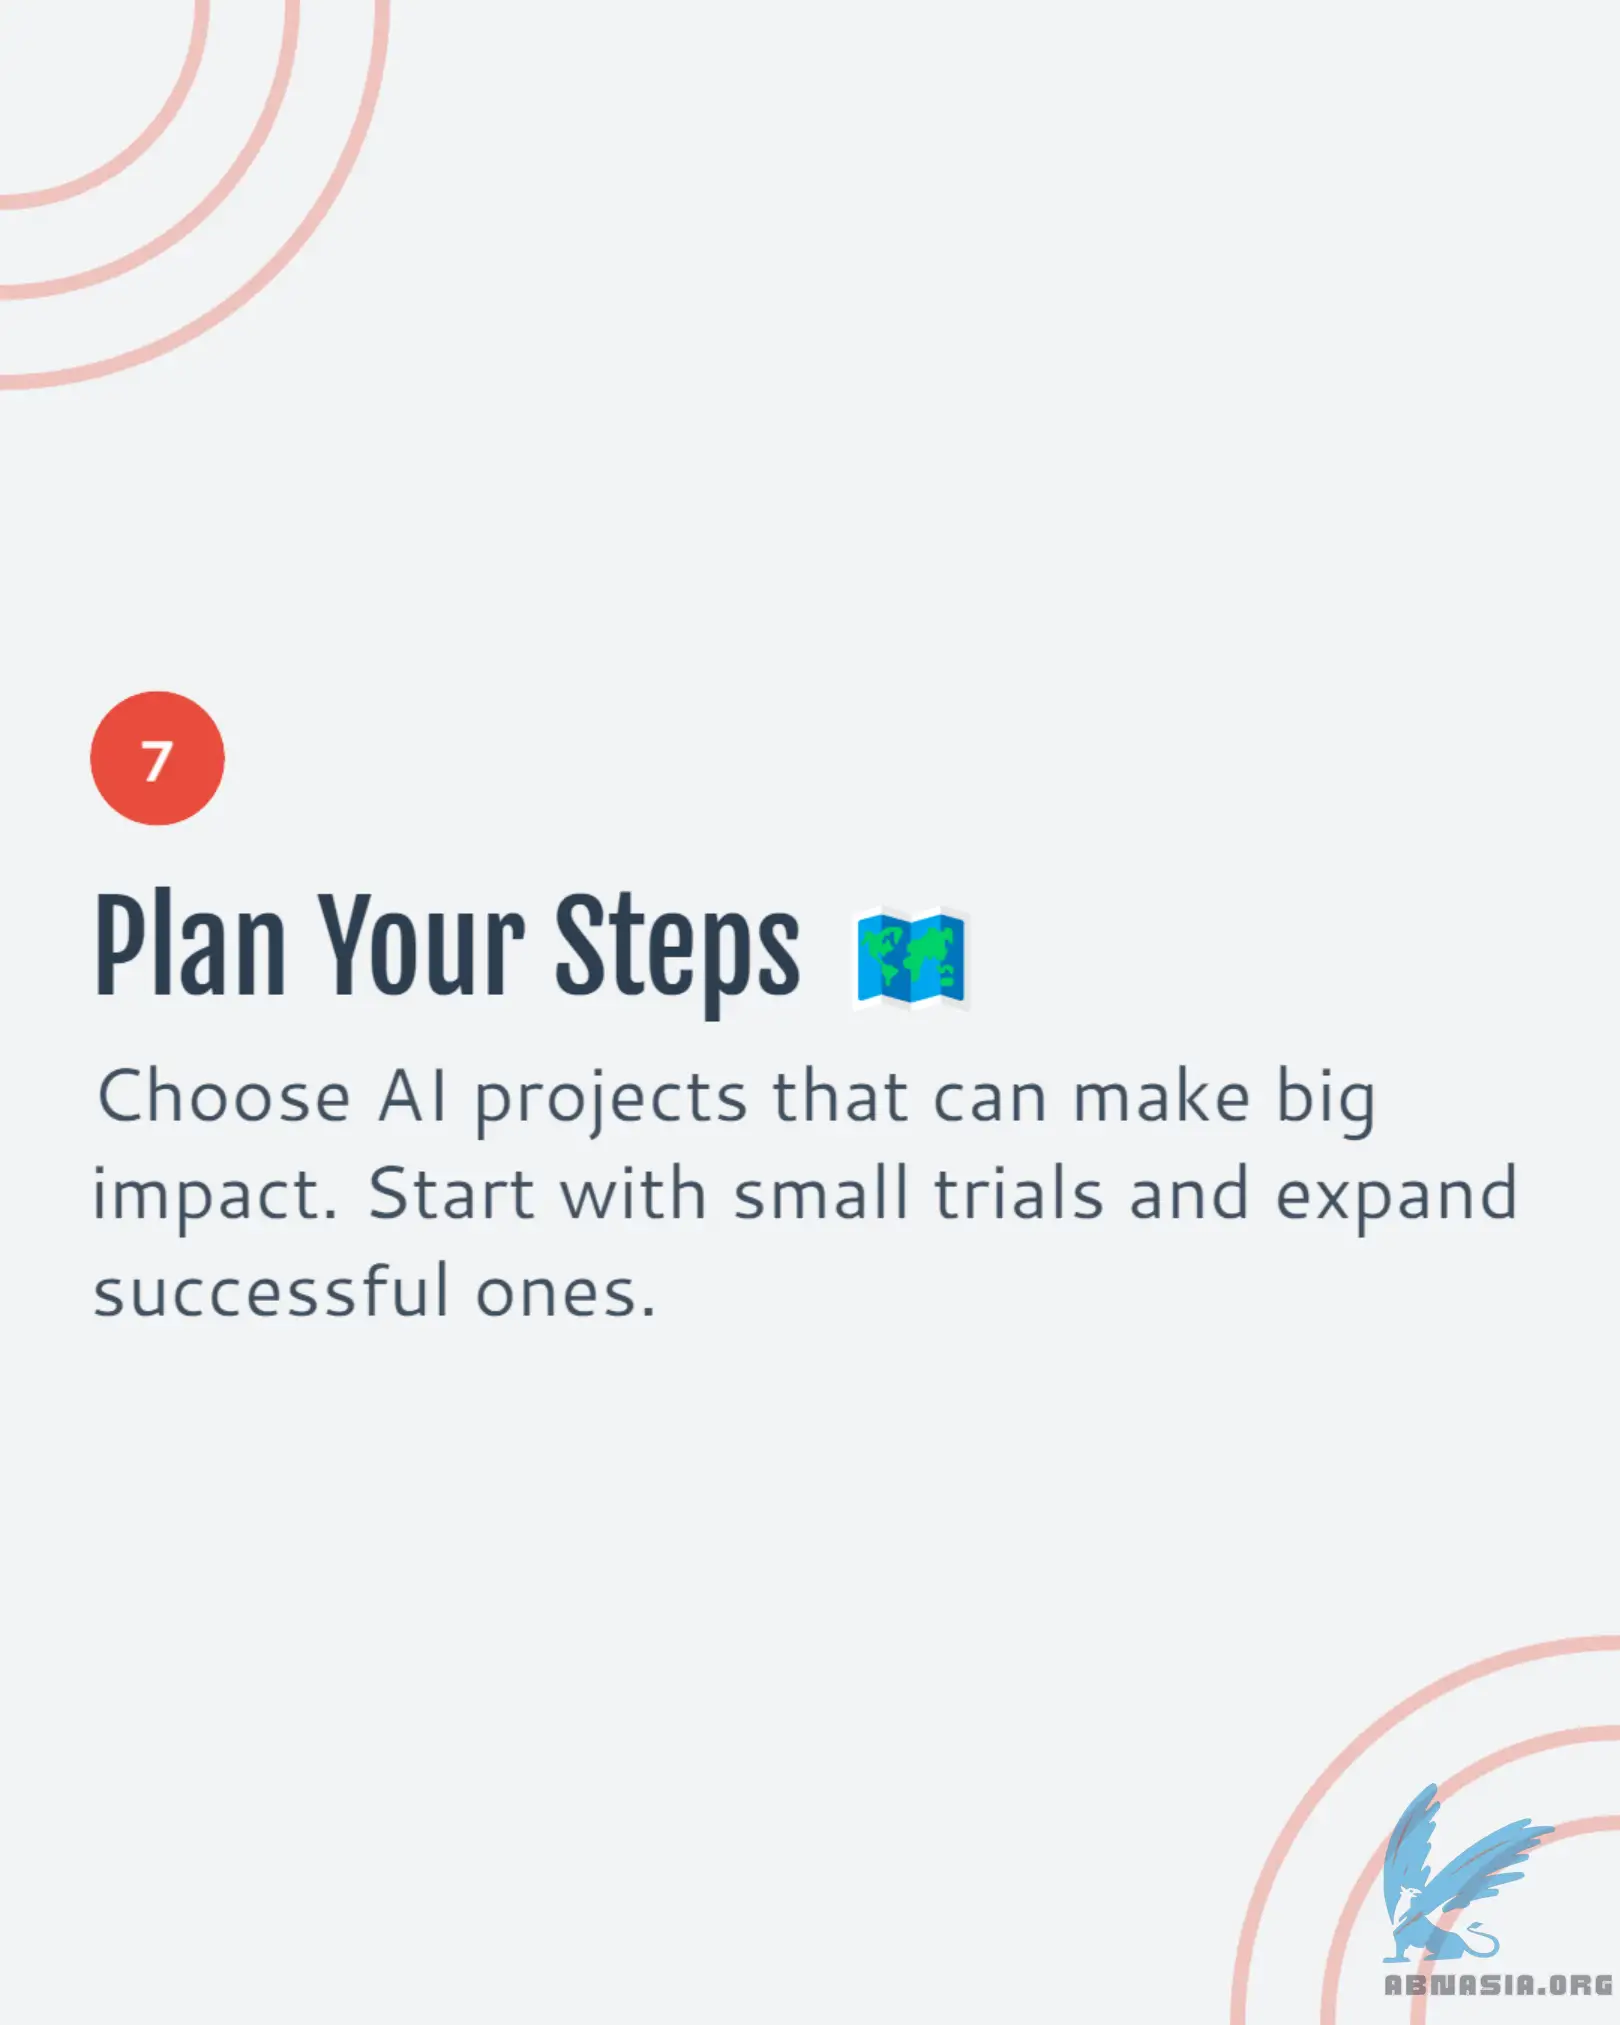 7
Plan Your Steps
Choose AI projects that can make big
impact. Start with small trials and expand
successful ones.
ABNASIA.ORG